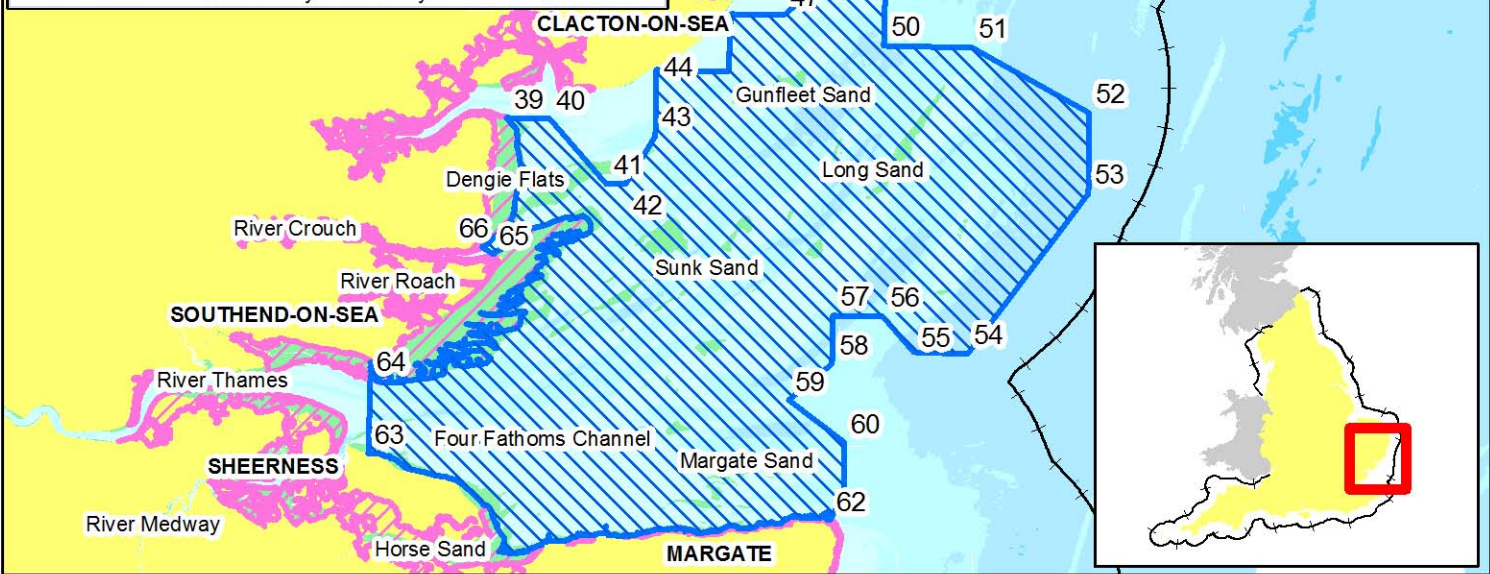 47
CLACTON-ON-SEA
50
51
44
39
40
Gunfleet Sand
52
43
41
Dengie Flats
Long Sand
53
42
River Crouch
66
65
Sunk Sand
River Roach
57
56
SOUTHEND-ON-SEA
58
55
54
64
River Thames
59
63
Four Fathoms Channel
60
SHEERNESS
Margate Sand
62
River Medway
Horse Sand
MARGATE